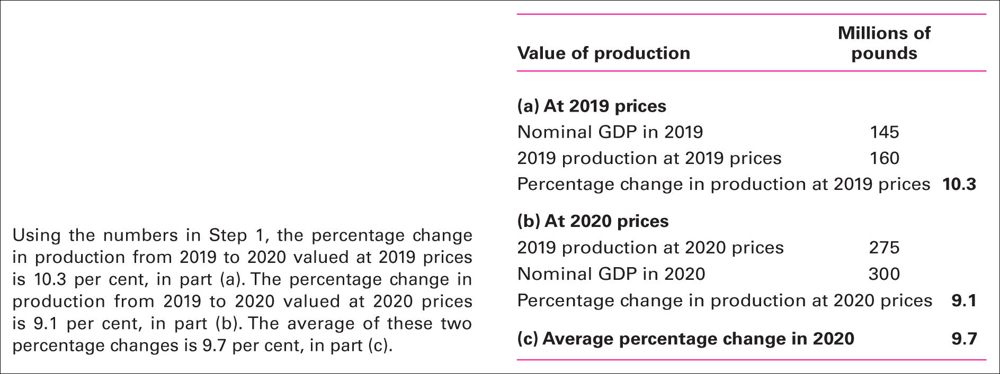 Using the numbers in Step 1, the percentage change
in production from 2019 to 2020 valued at 2019 prices
is 10.3 per cent, in part (a). The percentage change in
production from 2019 to 2020 valued at 2020 prices
is 9.1 per cent, in part (b). The average of these two
percentage changes is 9.7 per cent, in part (c).
Millions of
Value of production pounds
(a) At 2019 prices
Nominal GDP in 2019 145
2019 production at 2019 prices 160
Percentage change in production at 2019 prices 10.3
(b) At 2020 prices
2019 production at 2020 prices 275
Nominal GDP in 2020 300
Percentage change in production at 2020 prices 9.1
(c) Average percentage change in 2020 9.7